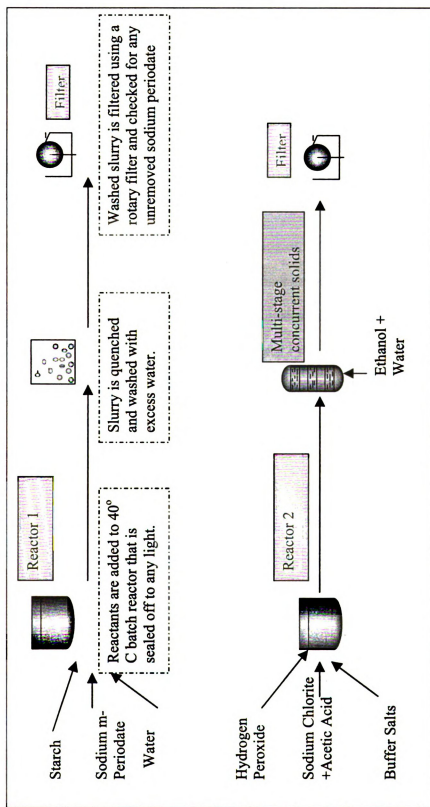 Starch
Sodium m-
Periodate
Water
Reactor 1
Reactants are added to 40°
C batch reactor that is
sealed off to any light.
Slurry is quenched
and washed with
excess water.
Filter
Washed slurry is filtered using a
rotary filter and checked for any
unremoved sodium periodate
Hydrogen
Peroxide
Sodium Chlorite
+Acetic Acid
Buffer Salts
Reactor 2
Multi-stage
concurrent solids
Ethanol +
Water
Filter